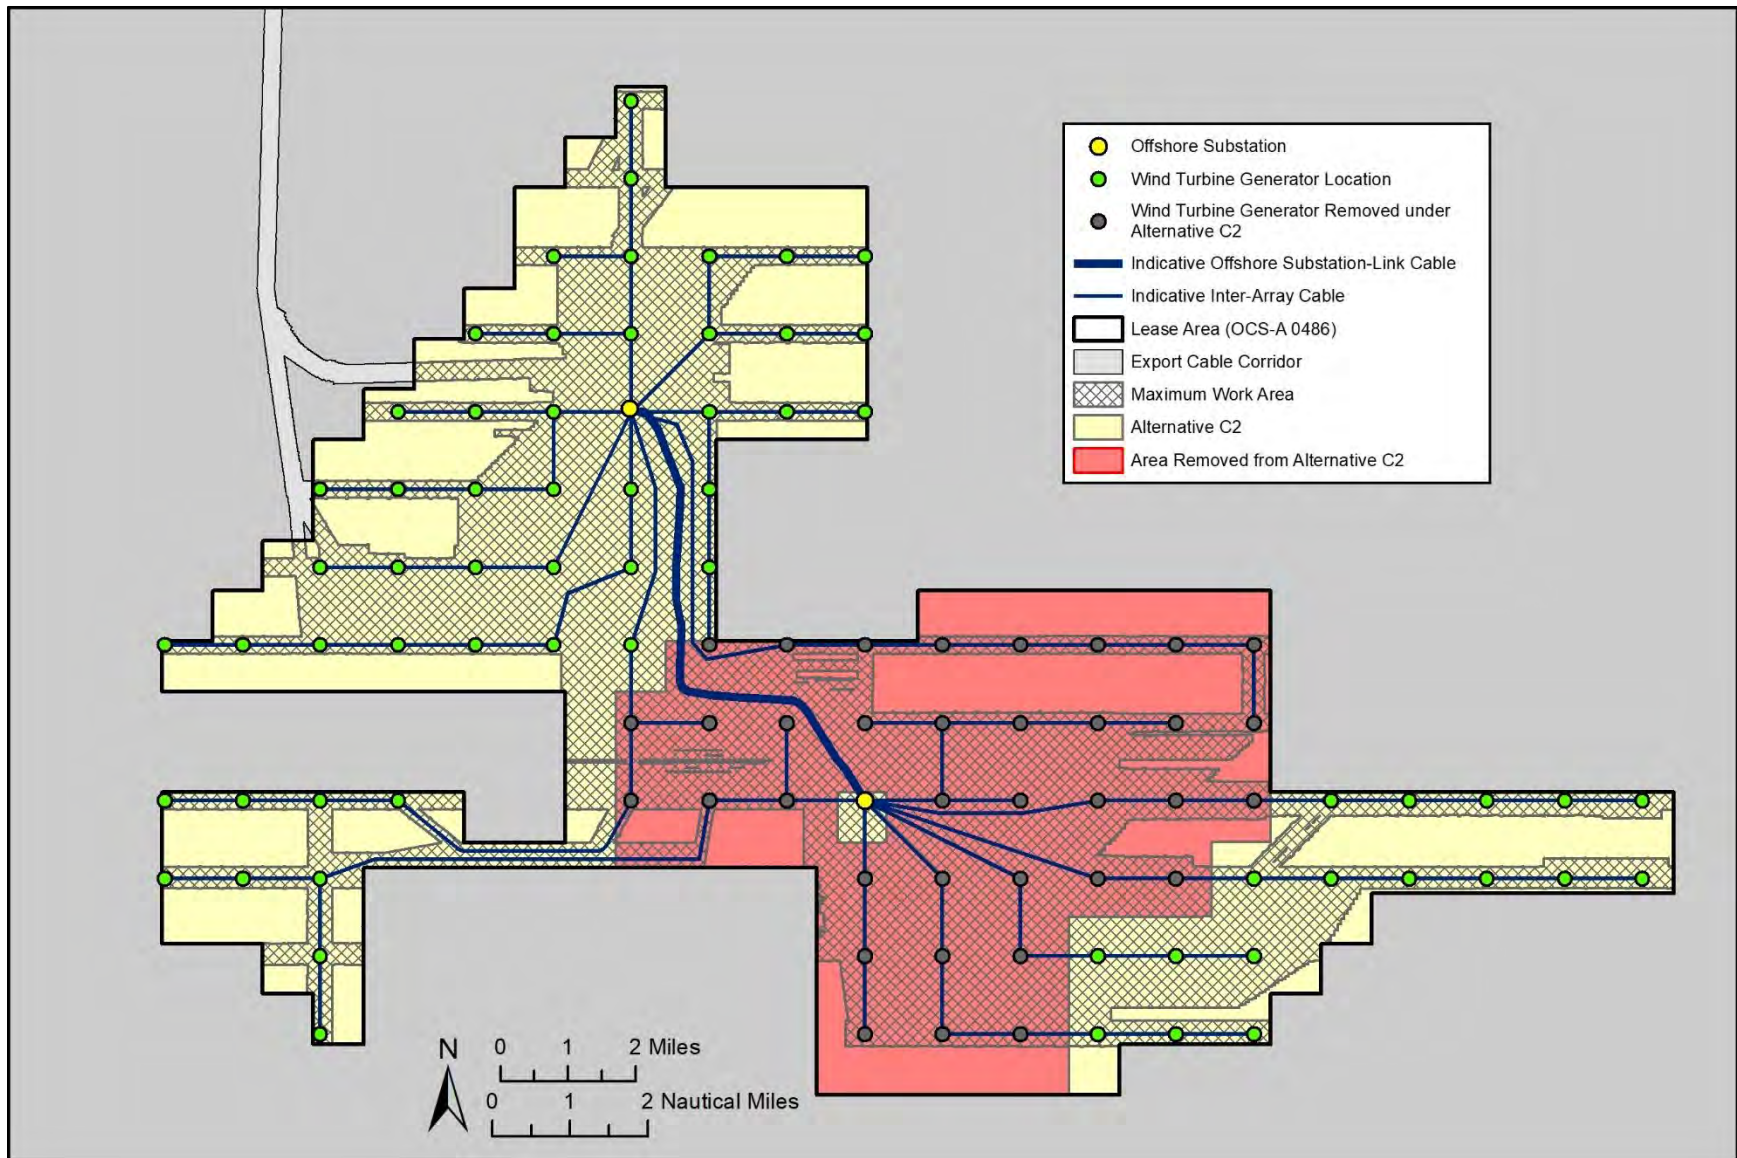 Offshore Substation
Wind Turbine Generator Location
Wind Turbine Generator Removed under
Alternative C2
Indicative Offshore Substation-Link Cable
Indicative Inter-Array Cable
Lease Area (OCS-A 0486)
Export Cable Corridor
Maximum Work Area
Alternative C2
Area Removed from Alternative C2
N
0 1 2 Miles
0 1 2 Nautical Miles